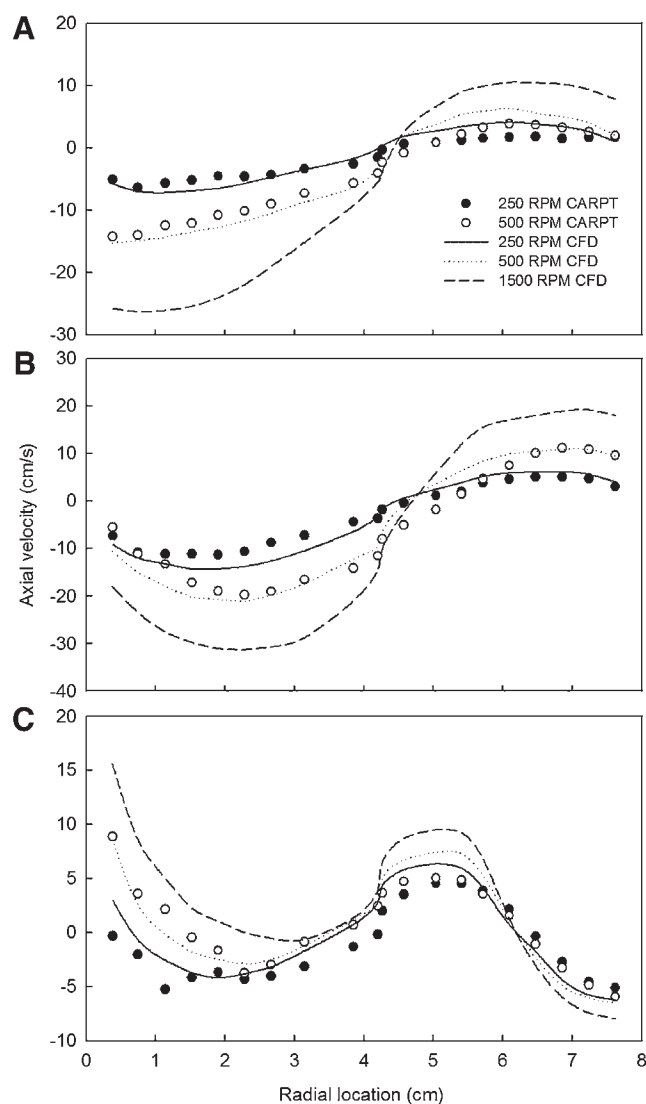 A
20
10
0
-10
-20
-30
250 RPM CARPT
500 RPM CARPT
250 RPM CFD
500 RPM CFD
1500 RPM CFD
B
30
20
10
0
-10
-20
-30
-40
Axial velocity (cm/s)
C
20
15
10
5
0
-5
-10
0 1 2 3 4 5 6 7 8
Radial location (cm)